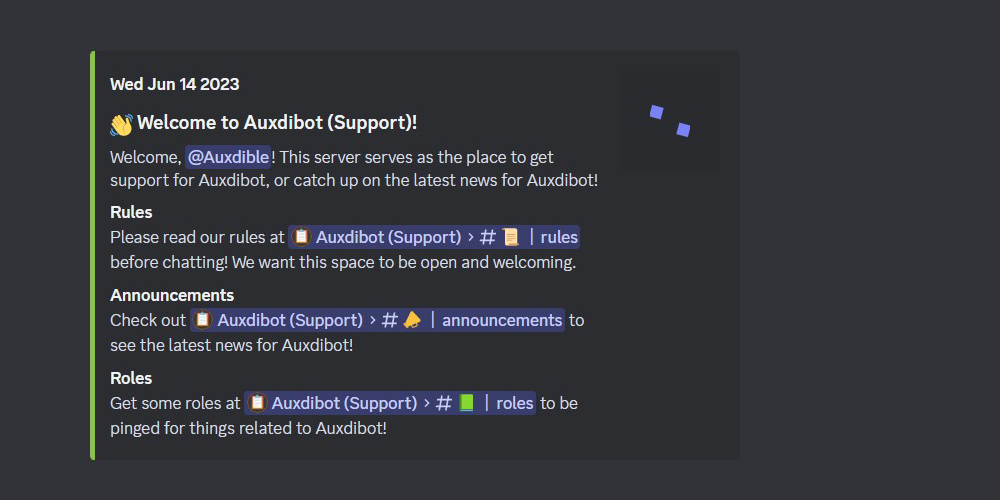 Wed Jun 14 2023
👋 Welcome to Auxdibot (Support)!
Welcome, @Auxdible! This server serves as the place to get
support for Auxdibot, or catch up on the latest news for Auxdibot!
Rules
Please read our rules at 📋 Auxdibot (Support) › # 📜 | rules
before chatting! We want this space to be open and welcoming.
Announcements
Check out 📋 Auxdibot (Support) › # 📣 | announcements to
see the latest news for Auxdibot!
Roles
Get some roles at 📋 Auxdibot (Support) › # 📗 | roles to be
pinged for things related to Auxdibot!